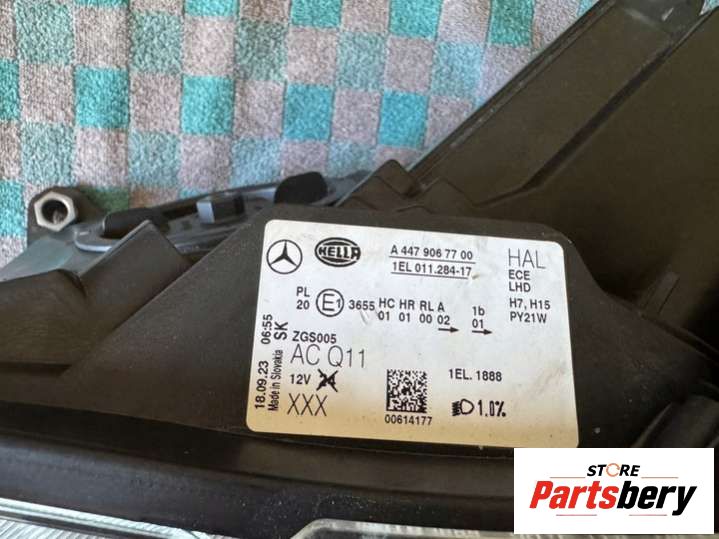 HELLA
A 447 906 77 00
1EL 011.284-17
HAL
ECE
LHD
H7, H15
PY21W
PL
20
E1
3655
HC HR RL A
01 01 00 02
1b
01
ZGS005
AC Q11
12V 24
XXX
18.09.23 06:55
Made in Slovakia SK
00614177
1EL. 1888
1.0%
STORE
Partsbery